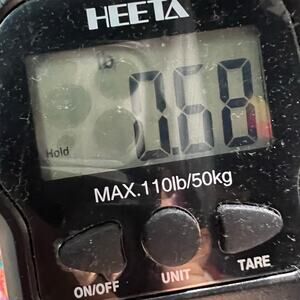 HEETA
0.68
Hold
MAX.110lb/50kg
ON/OFF
UNIT
TARE